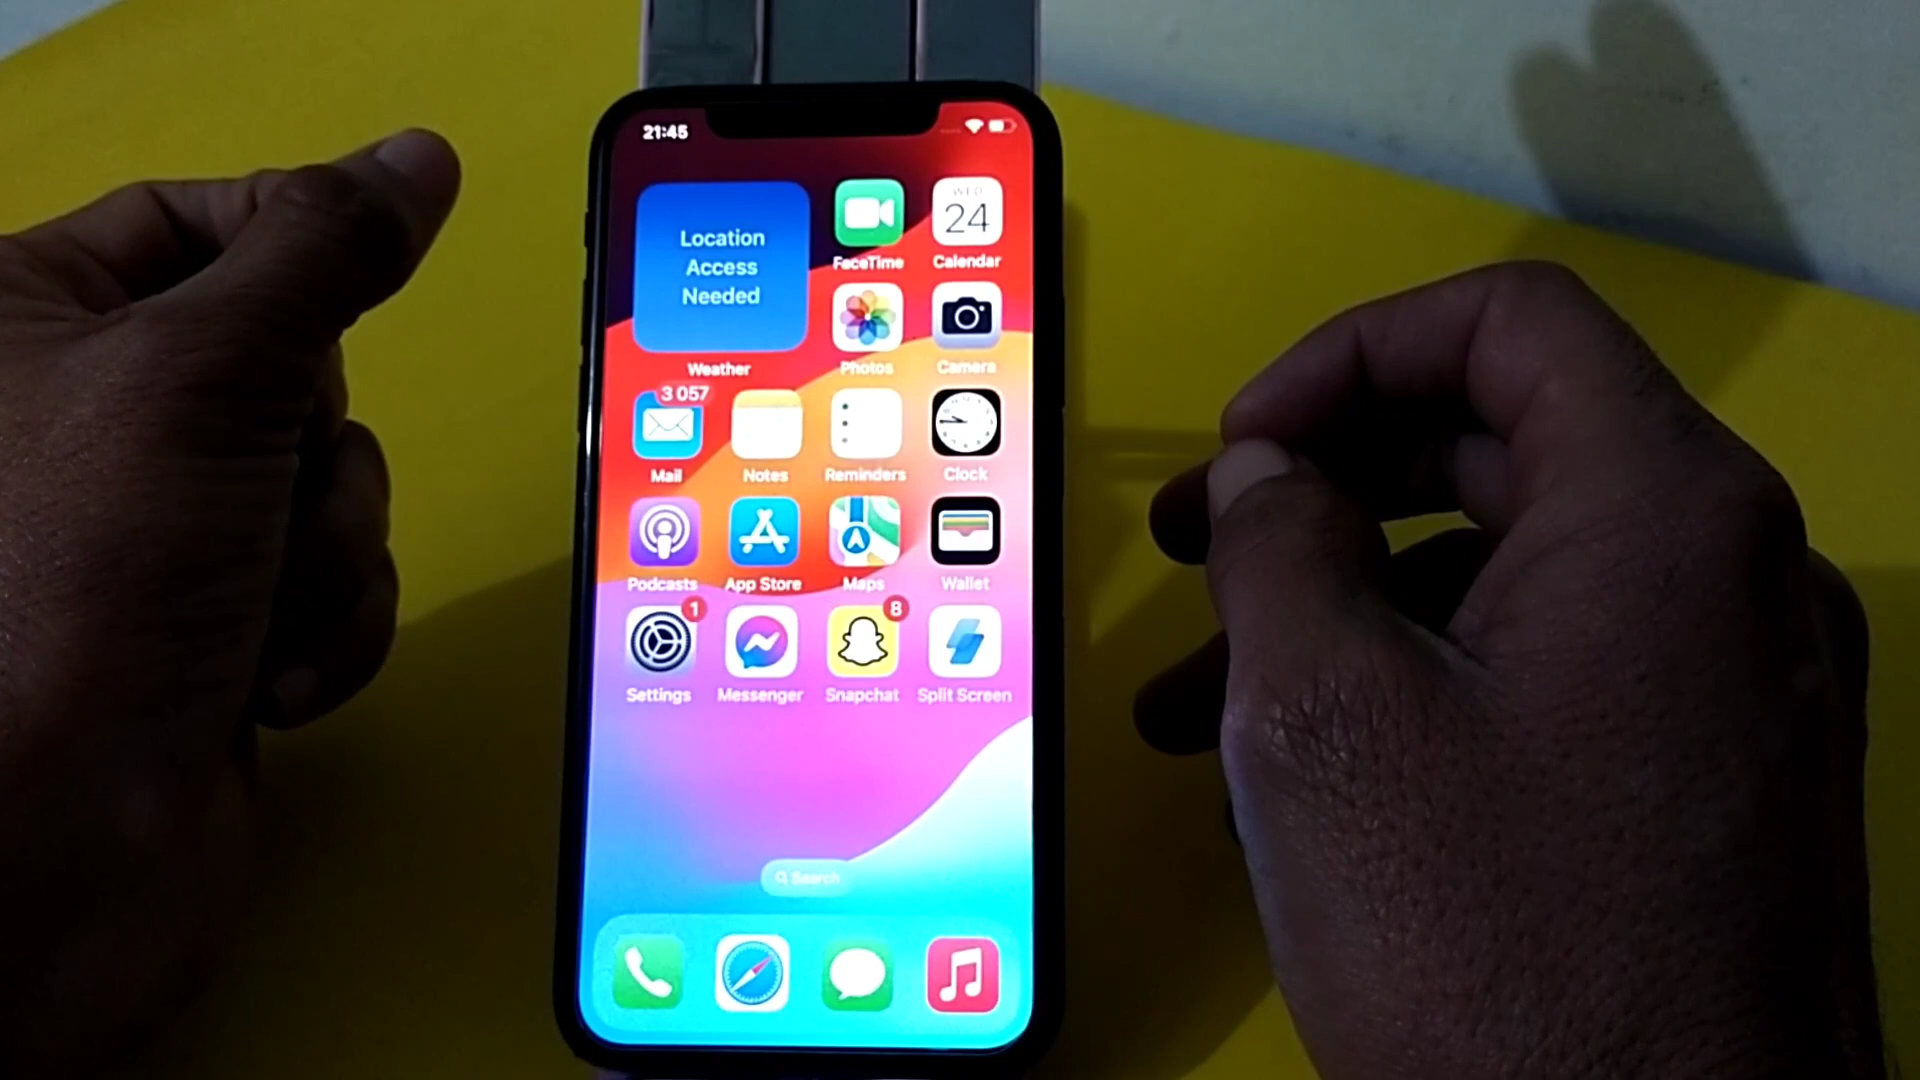 21:45
Location
Access
Needed
Weather
FaceTime
WED
24
Calendar
Photos
Camera
3 057
Mail
Notes
Reminders
Clock
Podcasts
App Store
Maps
Wallet
1
Settings
Messenger
8
Snapchat
Split Screen
Search